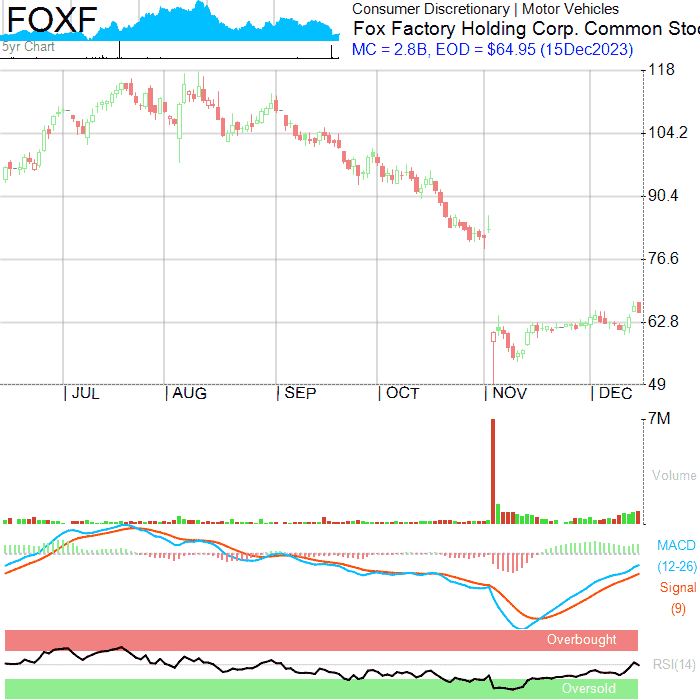 FOXF
5yr Chart
Consumer Discretionary | Motor Vehicles
Fox Factory Holding Corp. Common Sto
MC = 2.8B, EOD = $64.95 (15Dec2023)
118
104.2
90.4
76.6
62.8
49
JUL AUG SEP OCT NOV DEC
7M
Volume
MACD
(12-26)
Signal
(9)
Overbought
RSI(14)
Oversold